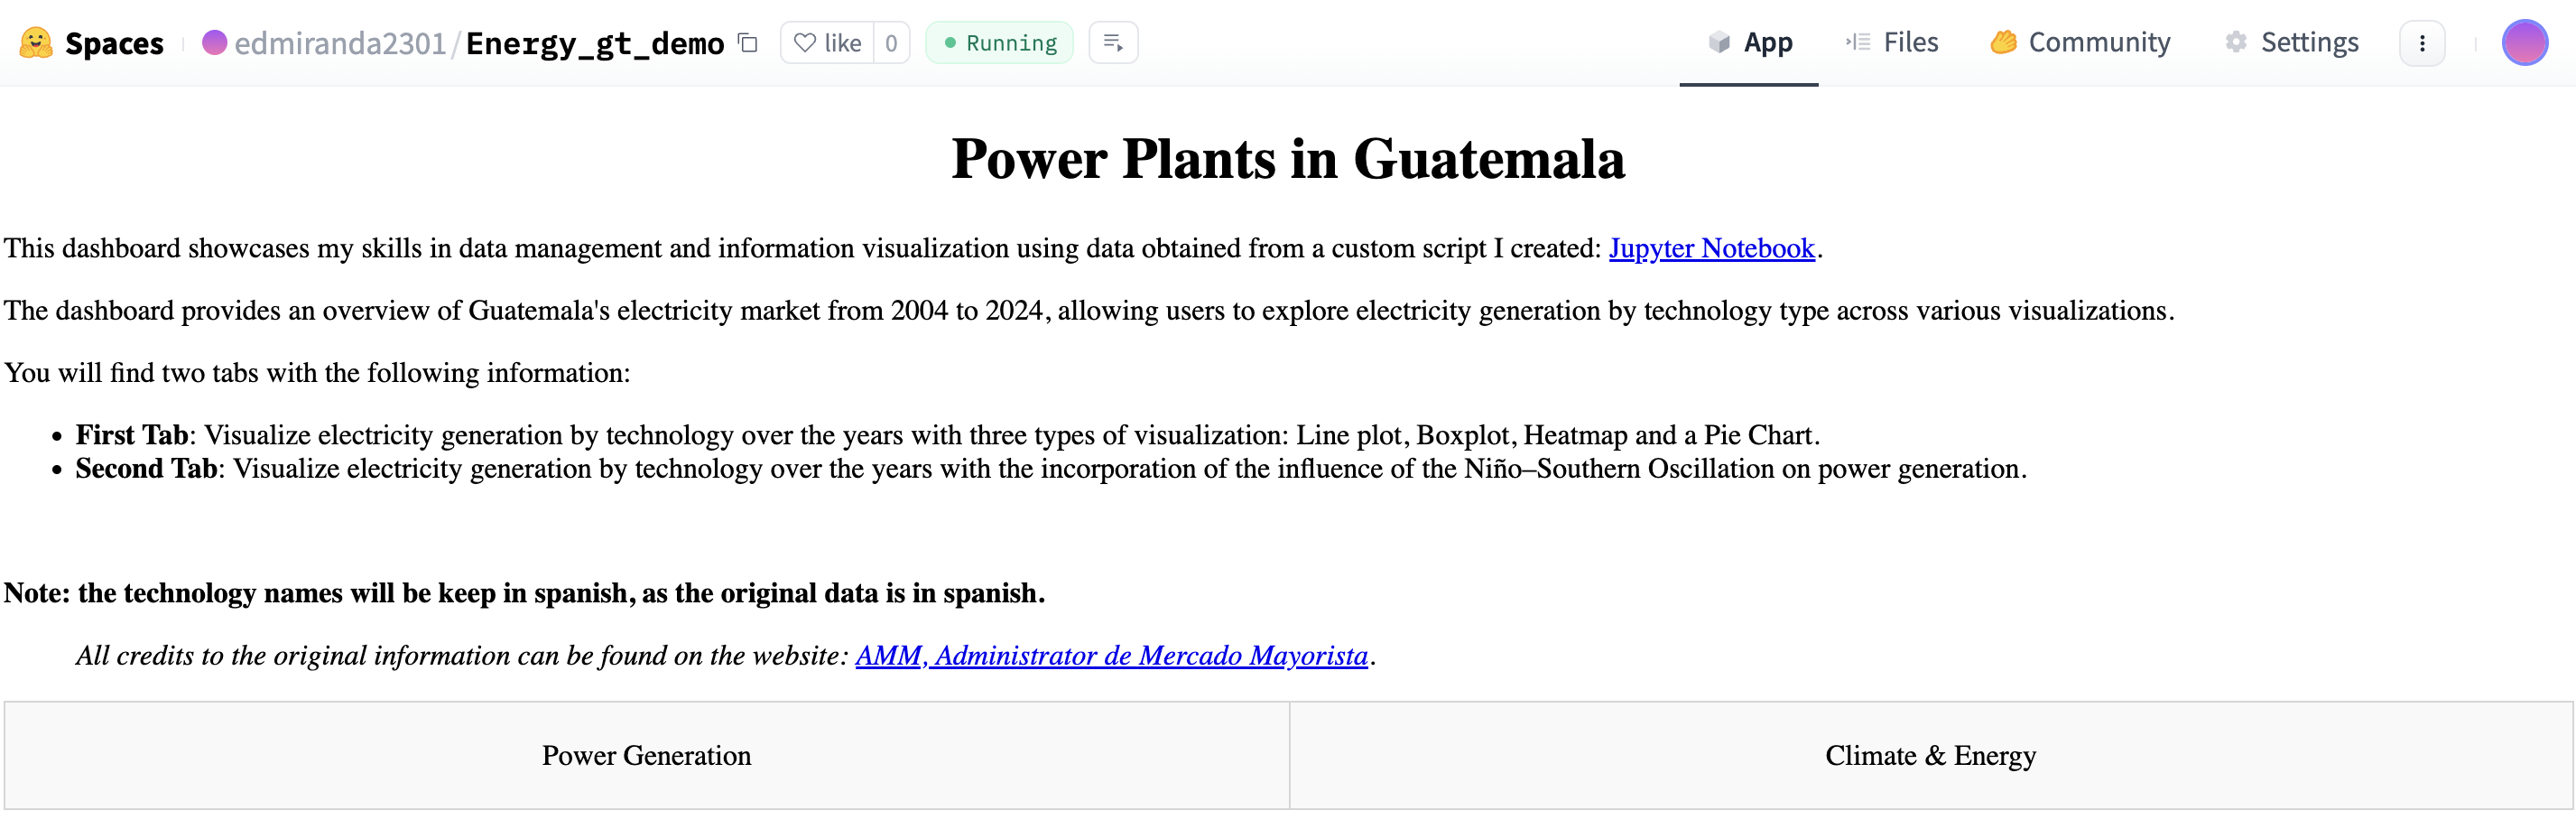 Spaces edmiranda2301/Energy_gt_demo like 0 Running App Files Community Settings
Power Plants in Guatemala
This dashboard showcases my skills in data management and information visualization using data obtained from a custom script I created: Jupyter Notebook.
The dashboard provides an overview of Guatemala's electricity market from 2004 to 2024, allowing users to explore electricity generation by technology type across various visualizations.
You will find two tabs with the following information:
• First Tab: Visualize electricity generation by technology over the years with three types of visualization: Line plot, Boxplot, Heatmap and a Pie Chart.
• Second Tab: Visualize electricity generation by technology over the years with the incorporation of the influence of the Niño–Southern Oscillation on power generation.
Note: the technology names will be keep in spanish, as the original data is in spanish.
All credits to the original information can be found on the website: AMM, Administrator de Mercado Mayorista.
Power Generation Climate & Energy